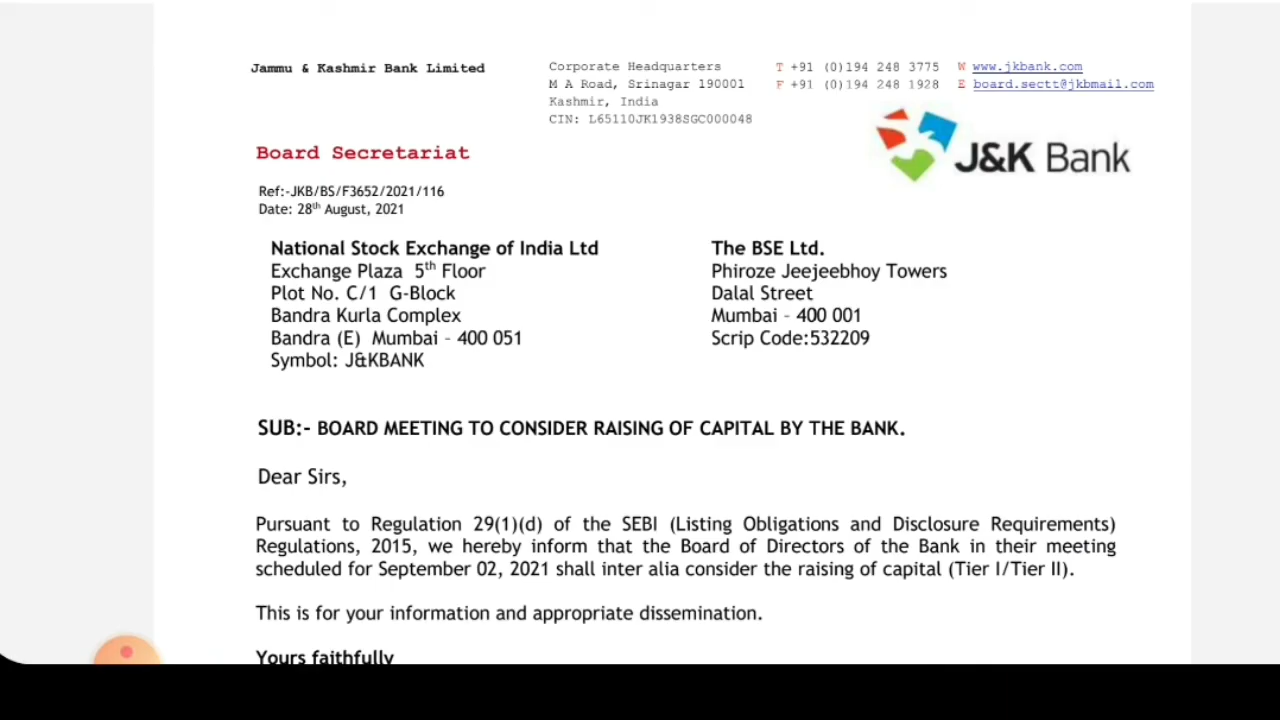 Jammu & Kashmir Bank Limited
Corporate Headquarters
M A Road, Srinagar 190001
Kashmir, India
CIN: L65110JK1938SGC000048
T +91 (0)194 248 3775
F +91 (0)194 248 1928
W www.jkbank.com
E board.sectt@jkbmail.com
J&K Bank
Board Secretariat
Ref:-JKB/BS/F3652/2021/116
Date: 28th August, 2021
National Stock Exchange of India Ltd
Exchange Plaza 5th Floor
Plot No. C/1 G-Block
Bandra Kurla Complex
Bandra (E) Mumbai – 400 051
Symbol: J&KBANK
The BSE Ltd.
Phiroze Jeejeebhoy Towers
Dalal Street
Mumbai – 400 001
Scrip Code:532209
SUB:- BOARD MEETING TO CONSIDER RAISING OF CAPITAL BY THE BANK.
Dear Sirs,
Pursuant to Regulation 29(1)(d) of the SEBI (Listing Obligations and Disclosure Requirements)
Regulations, 2015, we hereby inform that the Board of Directors of the Bank in their meeting
scheduled for September 02, 2021 shall inter alia consider the raising of capital (Tier I/Tier II).
This is for your information and appropriate dissemination.
Yours faithfully